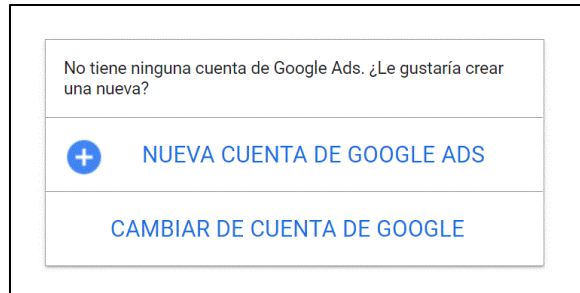 No tiene ninguna cuenta de Google Ads. ¿Le gustaría crear
una nueva?
NUEVA CUENTA DE GOOGLE ADS
CAMBIAR DE CUENTA DE GOOGLE